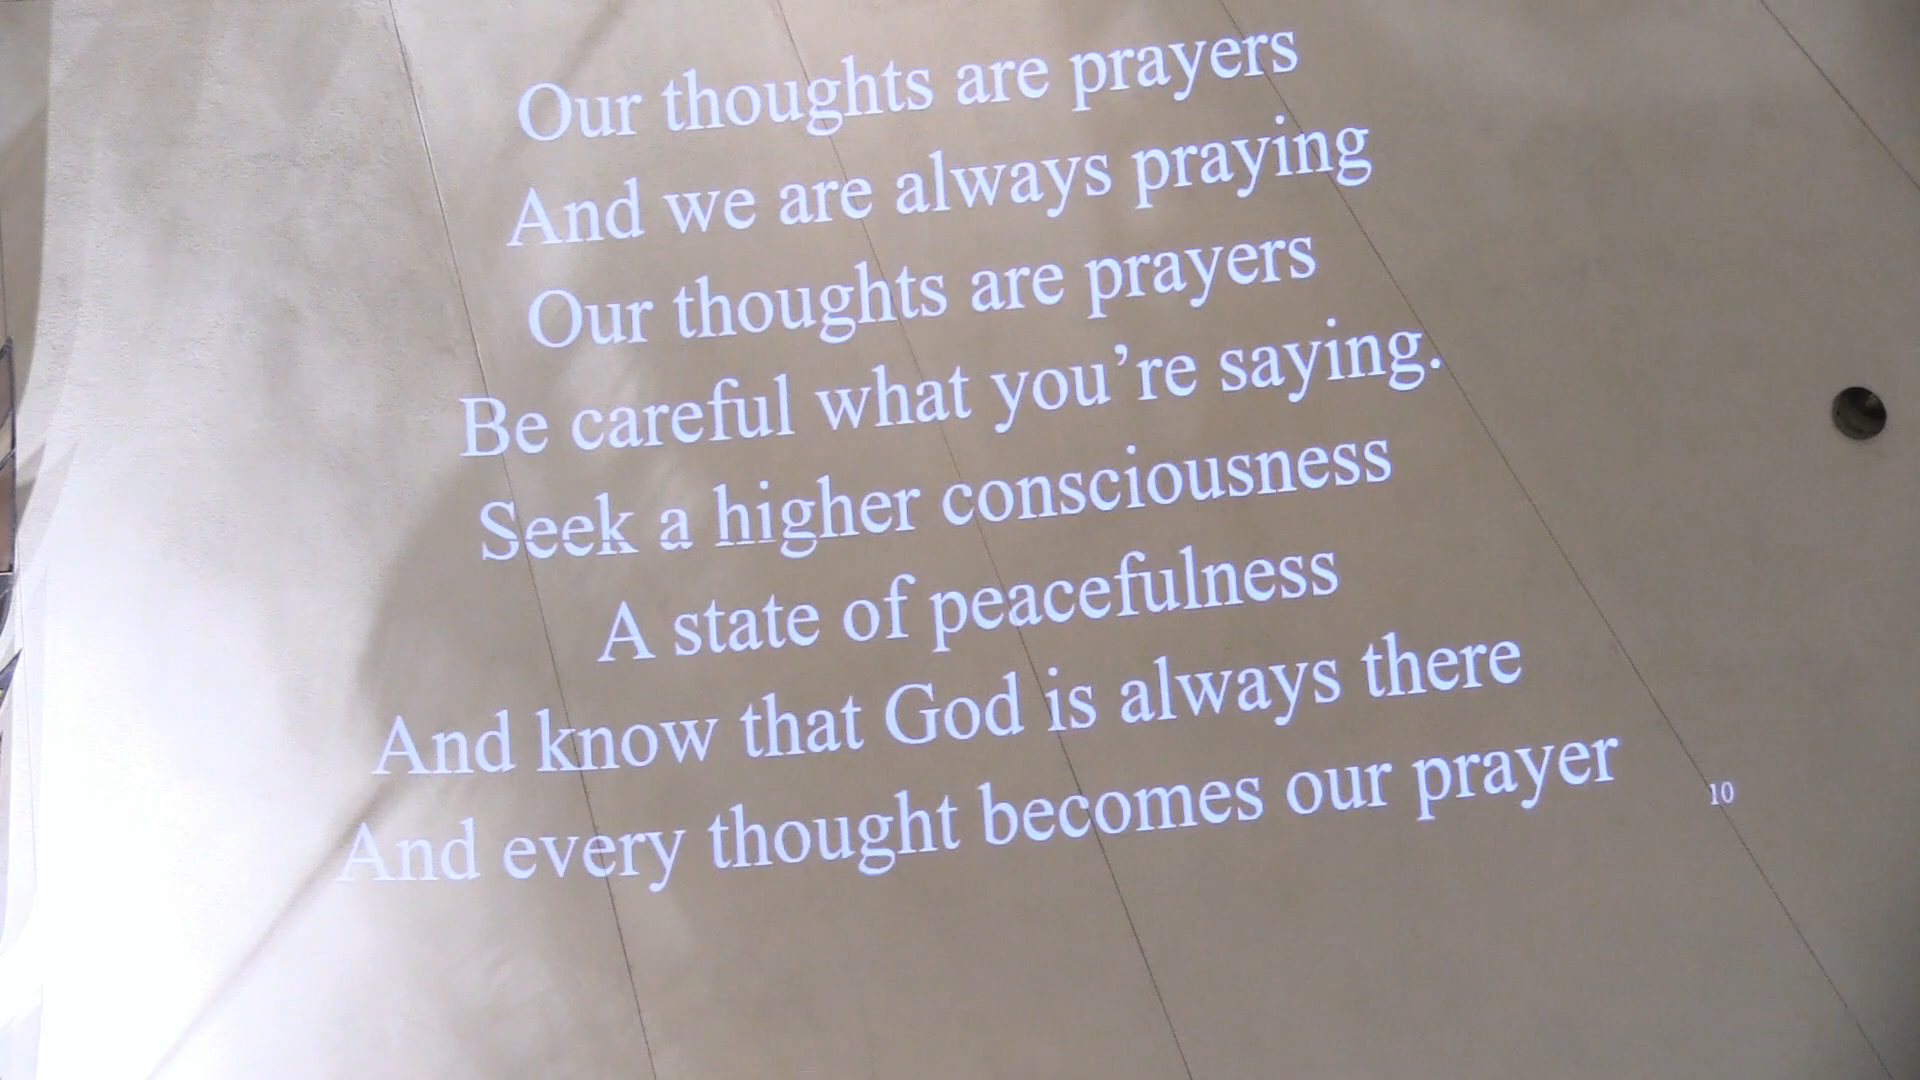 Our thoughts are prayers
And we are always praying
Our thoughts are prayers
Be careful what you’re saying.
Seek a higher consciousness
A state of peacefulness
And know that God is always there
And every thought becomes our prayer
10